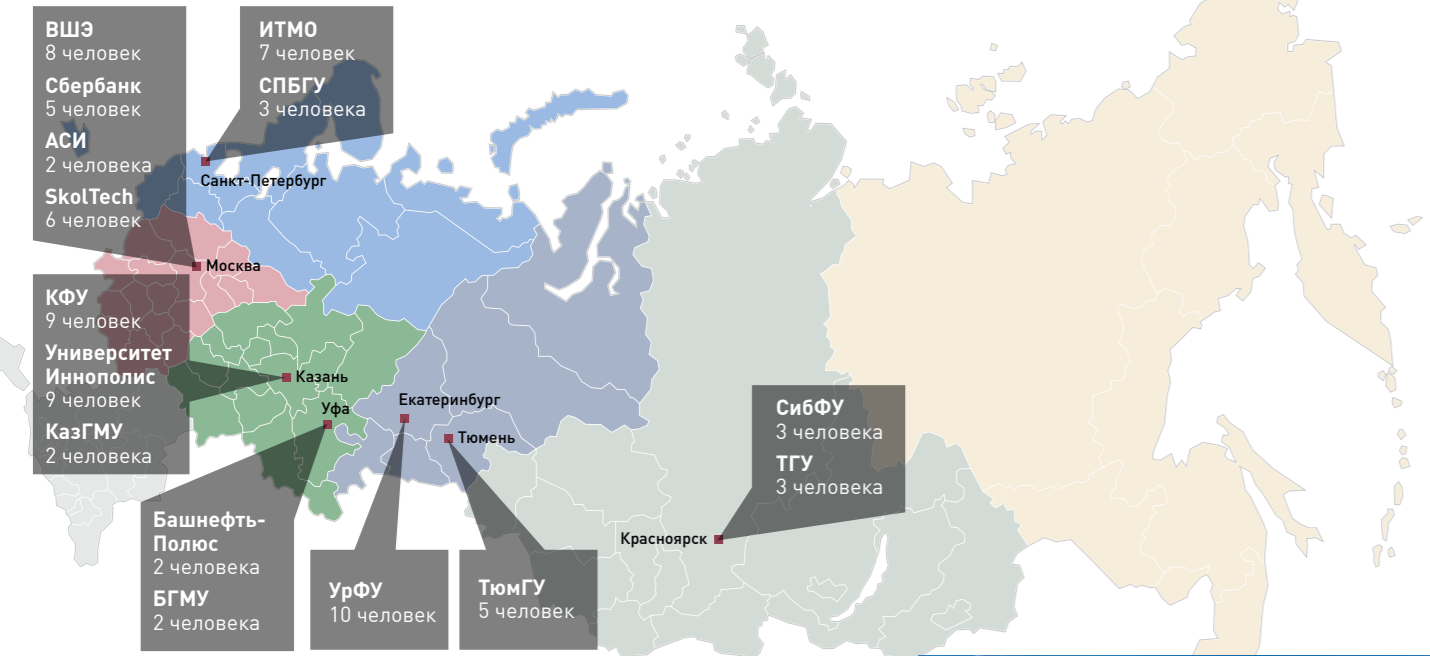 ВШЭ
8 человек
Сбербанк
5 человек
АСИ
2 человека
SkolTech
6 человек
ИТМО
7 человек
СПБГУ
3 человека
Санкт-Петербург
Москва
КФУ
9 человек
Университет
Иннополис
9 человек
КазГМУ
2 человека
Казань
Уфа
Екатеринбург
Тюмень
Башнефть-
Полюс
2 человека
БГМУ
2 человека
УрФУ
10 человек
ТюмГУ
5 человек
СибФУ
3 человека
ТГУ
3 человека
Красноярск